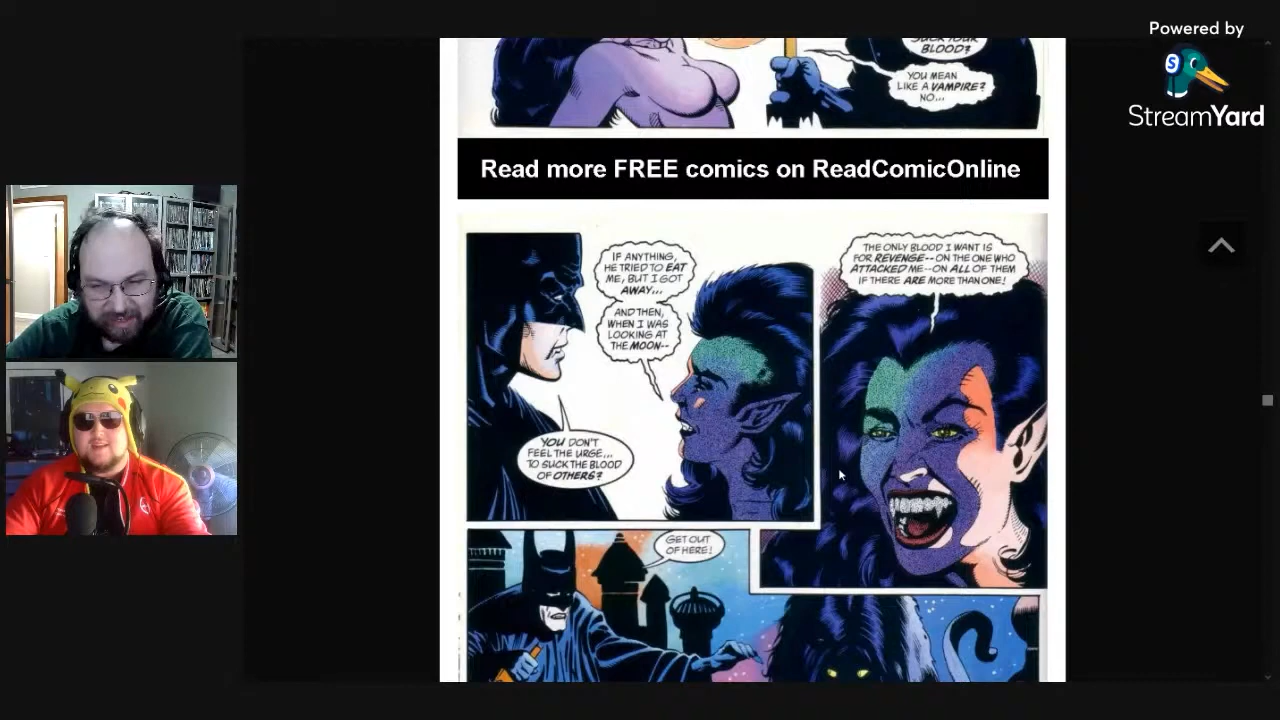 Powered by
S
StreamYard
SUCK YOUR
BLOOD?
YOU MEAN
LIKE A VAMPIRE?
NO...
Read more FREE comics on ReadComicOnline
IF ANYTHING,
HE TRIED TO EAT
ME, BUT I GOT
AWAY...
AND THEN,
WHEN I WAS
LOOKING AT
THE MOON--
YOU DON'T
FEEL THE URGE...
TO SUCK THE BLOOD
OF OTHERS?
THE ONLY BLOOD I WANT IS
FOR REVENGE--ON THE ONE WHO
ATTACKED ME--ON ALL OF THEM
IF THERE ARE MORE THAN ONE!
GET OUT
OF HERE!